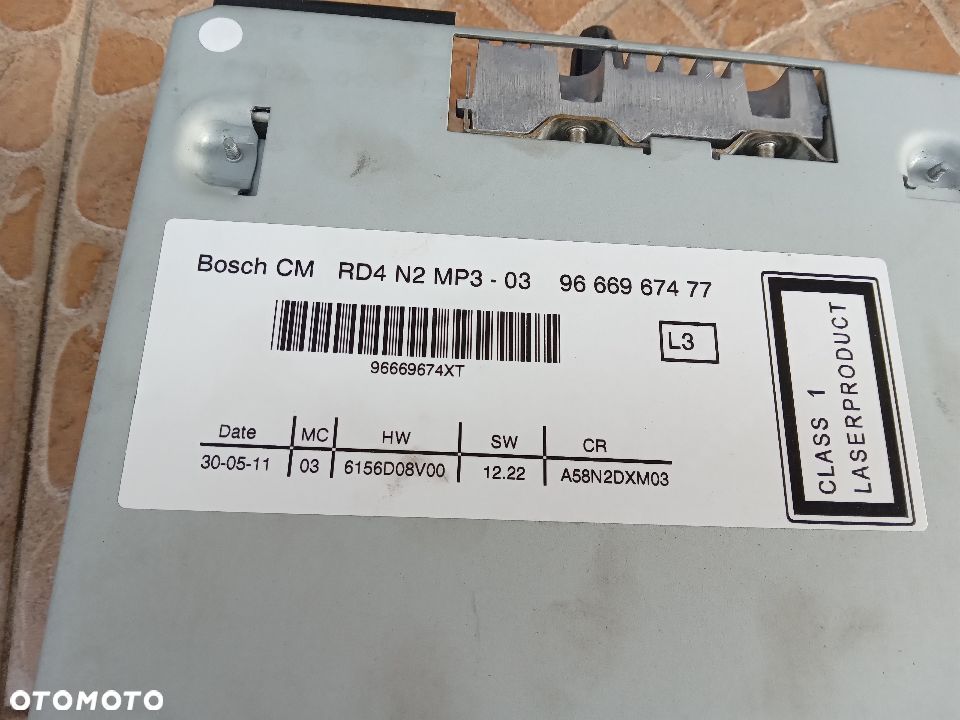 Bosch CM RD4 N2 MP3 - 03 96 669 674 77
96669674XT
L3
Date MC HW SW CR
30-05-11 03 6156D08V00 12.22 A58N2DXM03
CLASS 1
LASERPRODUCT
OTOMOTO